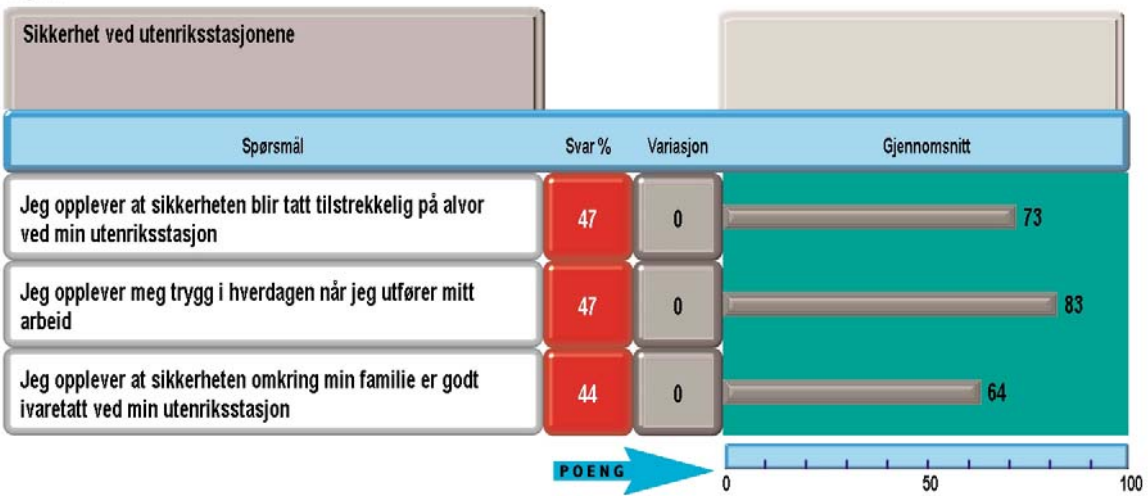 Sikkerhet ved utenriksstasjonene
Spørsmål Svar % Variasjon Gjennomsnitt
Jeg opplever at sikkerheten blir tatt tilstrekkelig på alvor
ved min utenriksstasjon
47 0 73
Jeg opplever meg trygg i hverdagen når jeg utfører mitt
arbeid
47 0 83
Jeg opplever at sikkerheten omkring min familie er godt
ivaretatt ved min utenriksstasjon
44 0 64
POENG
0 50 100